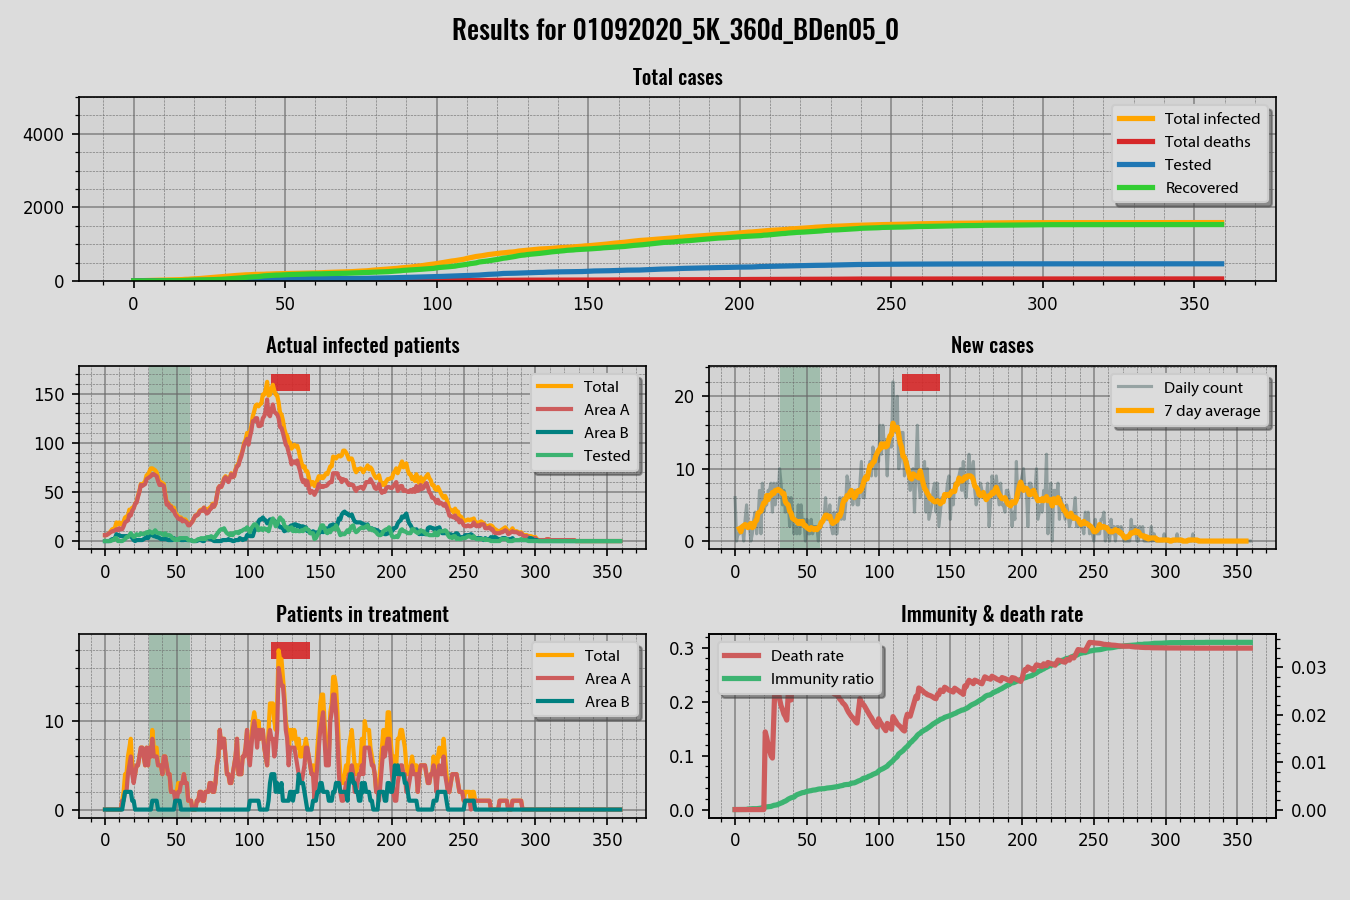 Results for 01092020_5K_360d_BDen05_0
Total cases
4000
2000
0
Total infected
Total deaths
Tested
Recovered
0 50 100 150 200 250 300 350
Actual infected patients
150
100
50
0
Total
Area A
Area B
Tested
0 50 100 150 200 250 300 350
New cases
20
10
0
Daily count
7 day average
0 50 100 150 200 250 300 350
Patients in treatment
10
0
Total
Area A
Area B
0 50 100 150 200 250 300 350
Immunity & death rate
0.3
0.2
0.1
0.0
Death rate
Immunity ratio
0.03
0.02
0.01
0.00
0 50 100 150 200 250 300 350